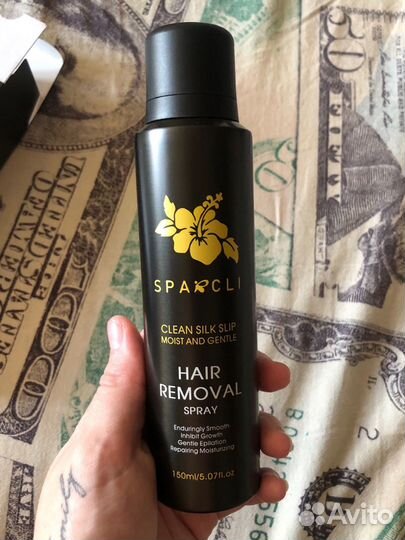 SPARCLI
CLEAN SILK SLIP
MOIST AND GENTLE
HAIR
REMOVAL
SPRAY
Enduringly Smooth
Inhibit Growth
Gentle Epilation
Repairing Moisturizing
150ml/5.07fl.oz
Avito